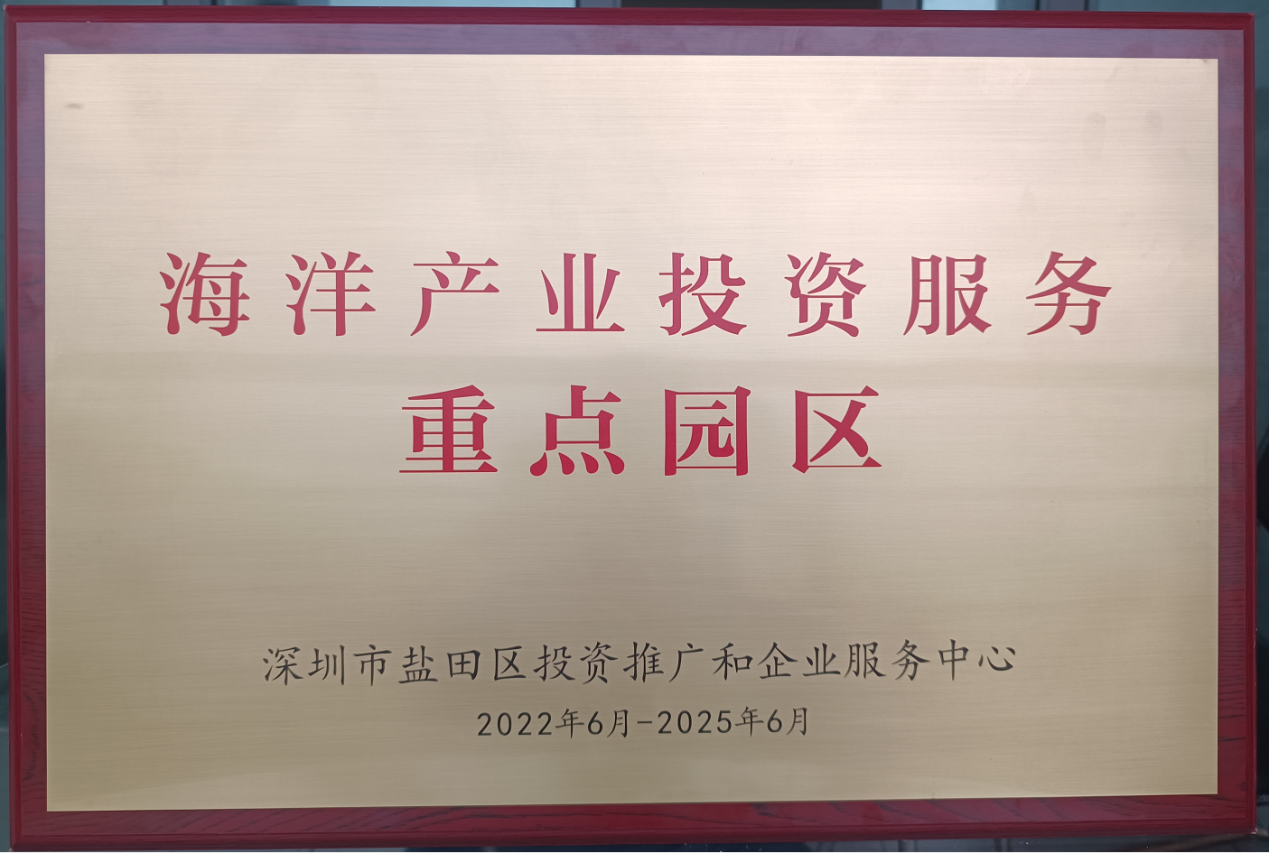 海洋产业投资服务
重点园区
深圳市盐田区投资推广和企业服务中心
2022年6月-2025年6月